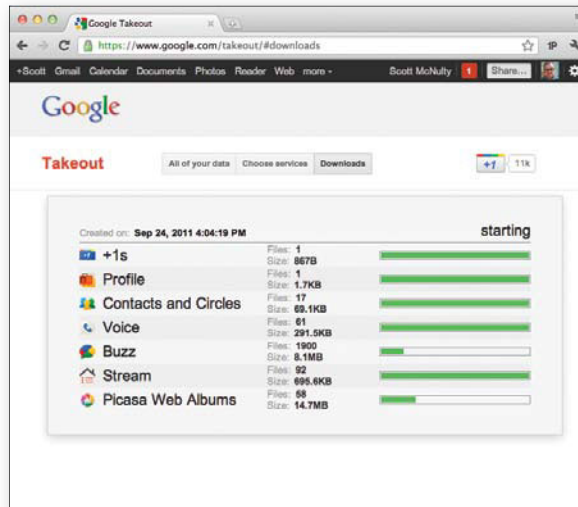 Google Takeout
https://www.google.com/takeout/#downloads
1P
+Scott Gmail Calendar Documents Photos Reader Web more
Scott McNulty 1 Share...
Google
Takeout
All of your data Choose services Downloads
+1 11k
Created on: Sep 24, 2011 4:04:19 PM starting
+1s Files: 1
Size: 867B
Profile Files: 1
Size: 1.7KB
Contacts and Circles Files: 17
Size: 69.1KB
Voice Files: 61
Size: 291.5KB
Buzz Files: 1900
Size: 8.1MB
Stream Files: 92
Size: 695.6KB
Picasa Web Albums Files: 58
Size: 14.7MB